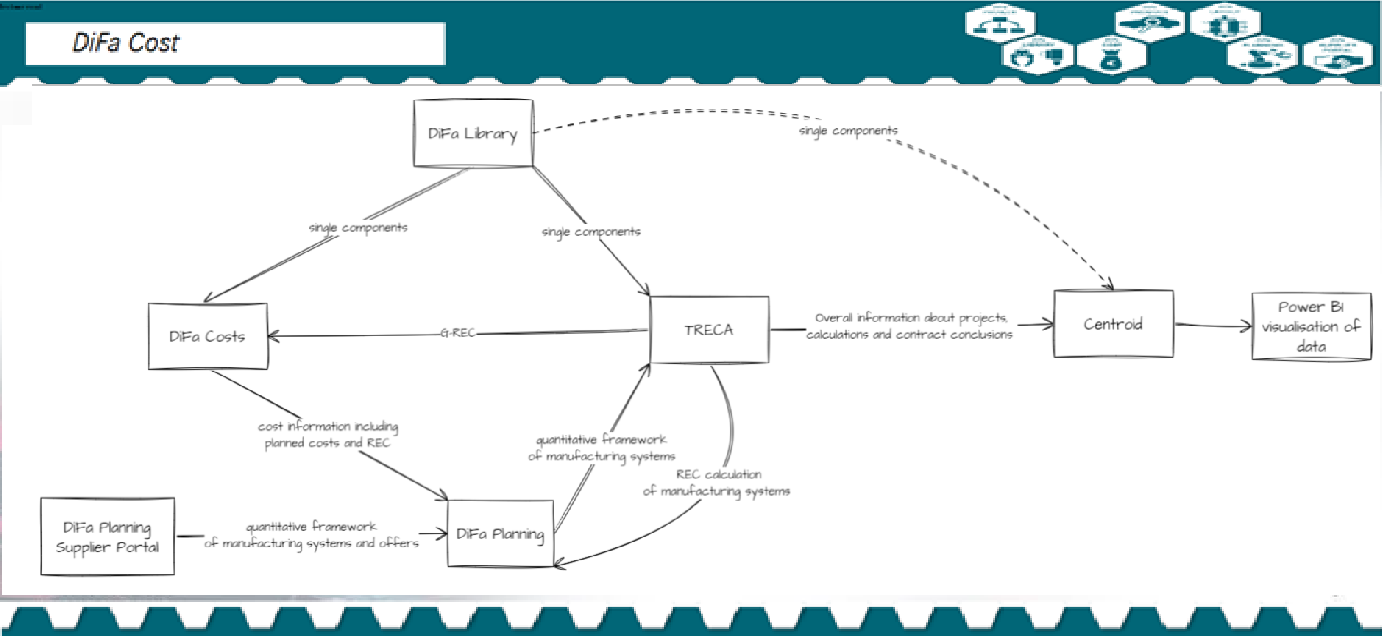 DiFa Cost
DiFa Library
single components
single components
single components
DiFa Costs
G-REC
TRECA
Overall information about projects,
calculations and contract conclusions
Centroid
Power BI
visualisation of
data
cost information including
planned costs and REC
quantitative framework
of manufacturing systems
REC calculation
of manufacturing systems
DiFa Planning
Supplier Portal
quantitative framework
of manufacturing systems and offers
DiFa Planning